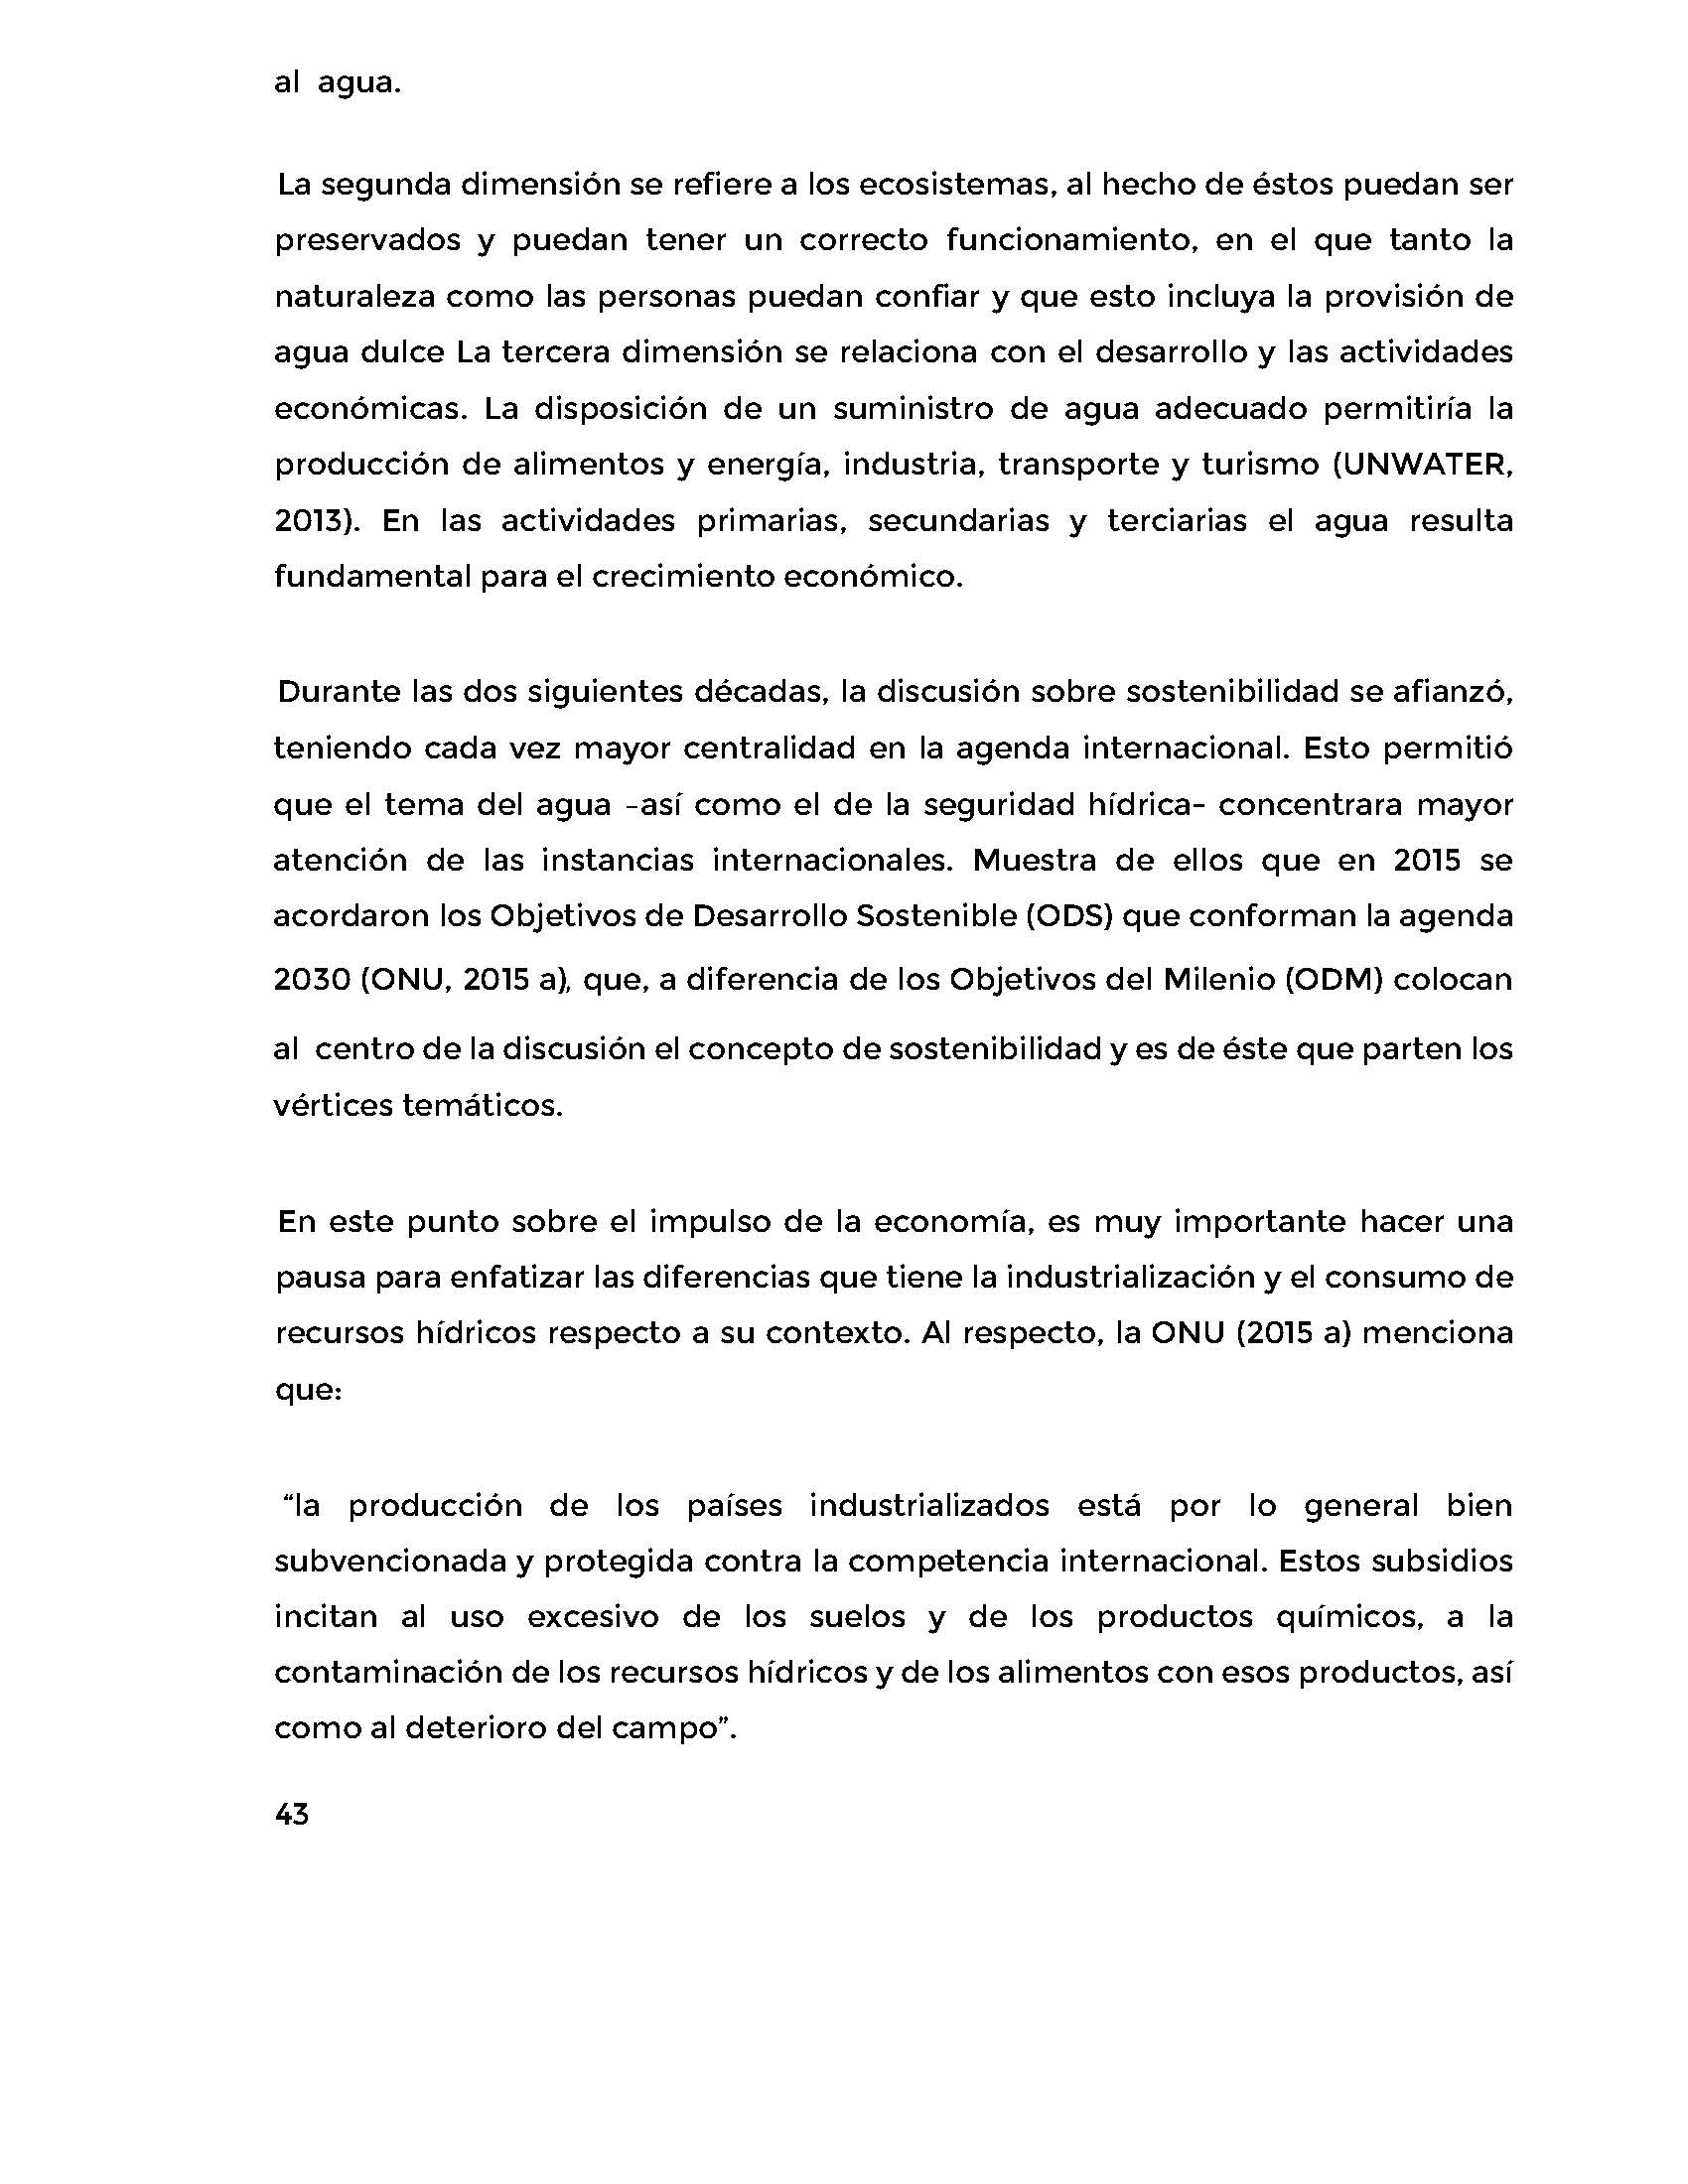 al agua.
La segunda dimensión se refiere a los ecosistemas, al hecho de éstos puedan ser
preservados y puedan tener un correcto funcionamiento, en el que tanto la
naturaleza como las personas puedan confiar y que esto incluya la provisión de
agua dulce La tercera dimensión se relaciona con el desarrollo y las actividades
económicas. La disposición de un suministro de agua adecuado permitiría la
producción de alimentos y energía, industria, transporte y turismo (UNWATER,
2013). En las actividades primarias, secundarias y terciarias el agua resulta
fundamental para el crecimiento económico.
Durante las dos siguientes décadas, la discusión sobre sostenibilidad se afianzó,
teniendo cada vez mayor centralidad en la agenda internacional. Esto permitió
que el tema del agua -así como el de la seguridad hídrica- concentrara mayor
atención de las instancias internacionales. Muestra de ellos que en 2015 se
acordaron los Objetivos de Desarrollo Sostenible (ODS) que conforman la agenda
2030 (ONU, 2015 a), que, a diferencia de los Objetivos del Milenio (ODM) colocan
al centro de la discusión el concepto de sostenibilidad y es de éste que parten los
vértices temáticos.
En este punto sobre el impulso de la economía, es muy importante hacer una
pausa para enfatizar las diferencias que tiene la industrialización y el consumo de
recursos hídricos respecto a su contexto. Al respecto, la ONU (2015 a) menciona
que:
“la producción de los países industrializados está por lo general bien
subvencionada y protegida contra la competencia internacional. Estos subsidios
incitan al uso excesivo de los suelos y de los productos químicos, a la
contaminación de los recursos hídricos y de los alimentos con esos productos, así
como al deterioro del campo”.
43